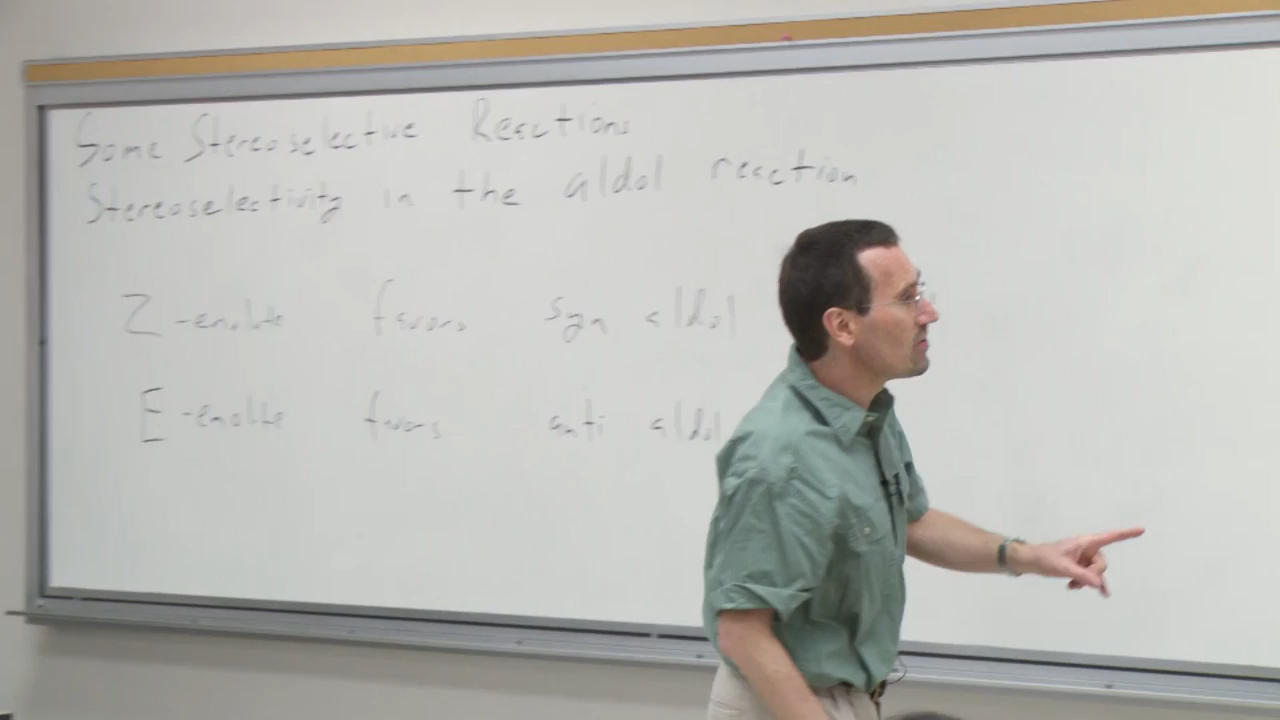 Some Stereoselective Reactions
Stereoselectivity in the aldol reaction
Z-enolate favors syn aldol
E-enolate favors anti aldol